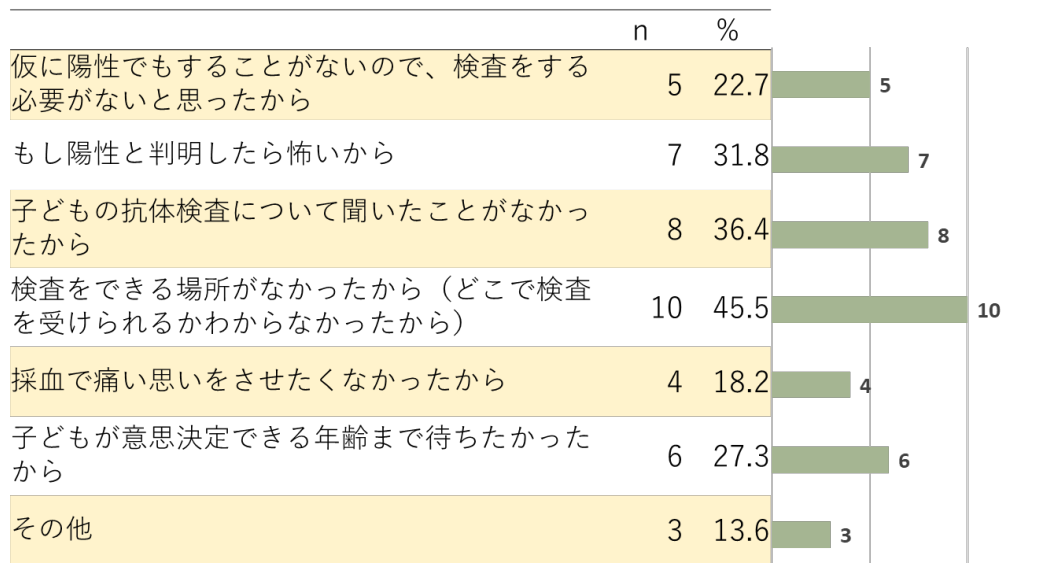 n %
仮に陽性でもすることがないので、検査をする
必要がないと思ったから
5 22.7 5
もし陽性と判明したら怖いから 7 31.8 7
子どもの抗体検査について聞いたことがなかっ
たから
8 36.4 8
検査をできる場所がなかったから（どこで検査
を受けられるかわからなかったから）
10 45.5 10
採血で痛い思いをさせたくなかったから 4 18.2 4
子どもが意思決定できる年齢まで待ちたかった
から
6 27.3 6
その他 3 13.6 3